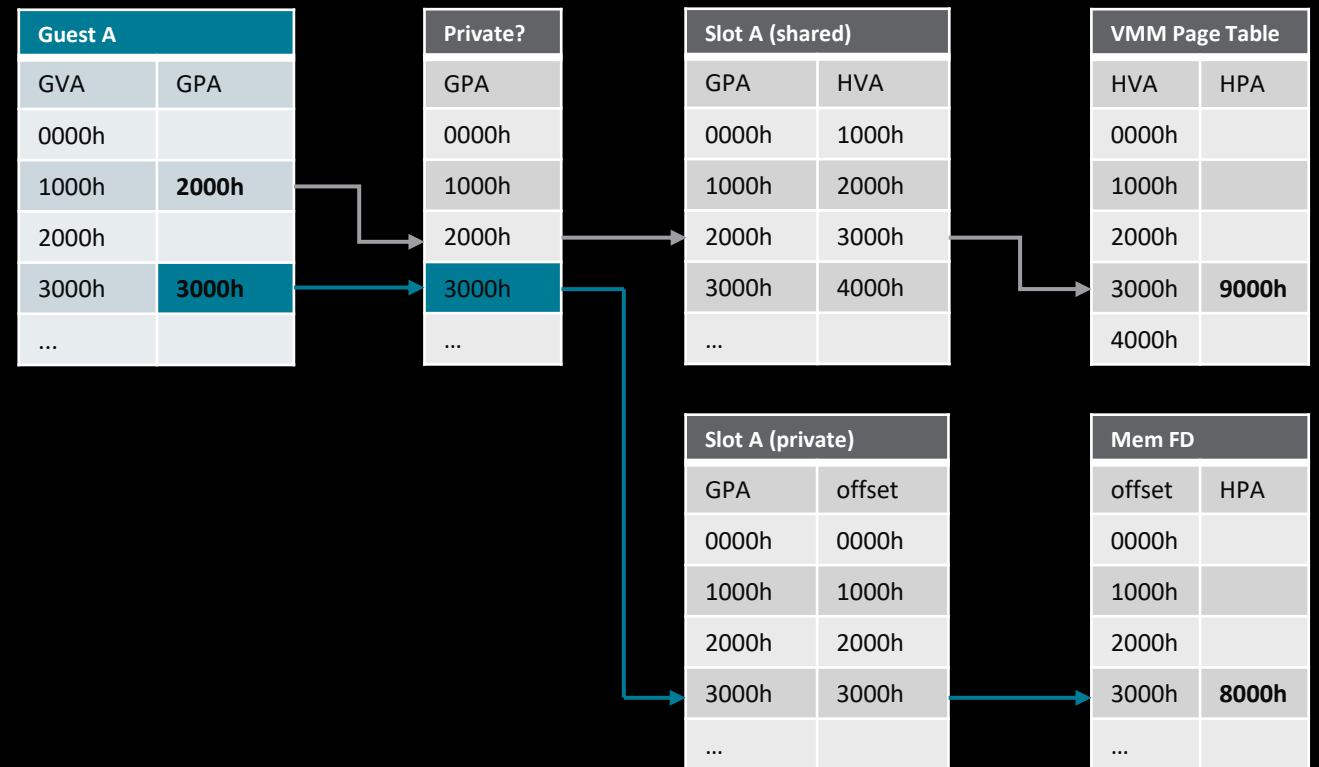 Guest A
GVA GPA
0000h
1000h 2000h
2000h
3000h 3000h
...
Private?
GPA
0000h
1000h
2000h
3000h
...
Slot A (shared)
GPA HVA
0000h 1000h
1000h 2000h
2000h 3000h
3000h 4000h
...
VMM Page Table
HVA HPA
0000h
1000h
2000h
3000h 9000h
4000h
Slot A (private)
GPA offset
0000h 0000h
1000h 1000h
2000h 2000h
3000h 3000h
...
Mem FD
offset HPA
0000h
1000h
2000h
3000h 8000h
...